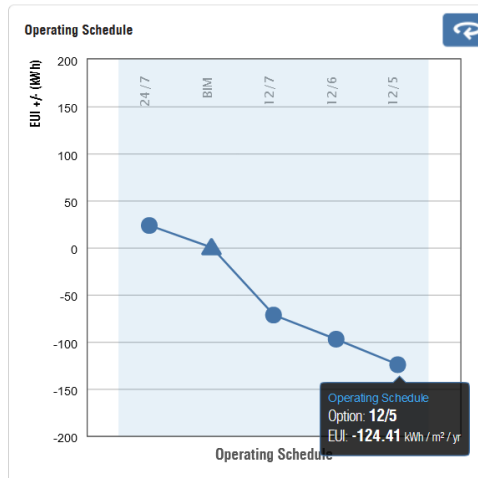 Operating Schedule
EUI +/- (kWh)
200
150
100
50
0
-50
-100
-150
-200
24/7
BIM
12/7
12/6
12/5
Operating Schedule
Option: 12/5
EUI: -124.41 kWh / m² / yr
Operating Schedule